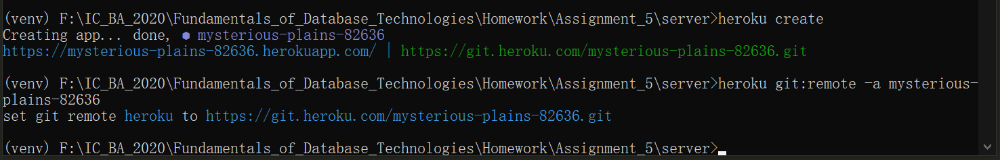 (venv) F:\IC_BA_2020\Fundamentals_of_Database_Technologies\Homework\Assignment_5\server>heroku create
Creating app... done, ⬢ mysterious-plains-82636
https://mysterious-plains-82636.herokuapp.com/ | https://git.heroku.com/mysterious-plains-82636.git
(venv) F:\IC_BA_2020\Fundamentals_of_Database_Technologies\Homework\Assignment_5\server>heroku git:remote -a mysterious-
plains-82636
set git remote heroku to https://git.heroku.com/mysterious-plains-82636.git
(venv) F:\IC_BA_2020\Fundamentals_of_Database_Technologies\Homework\Assignment_5\server>